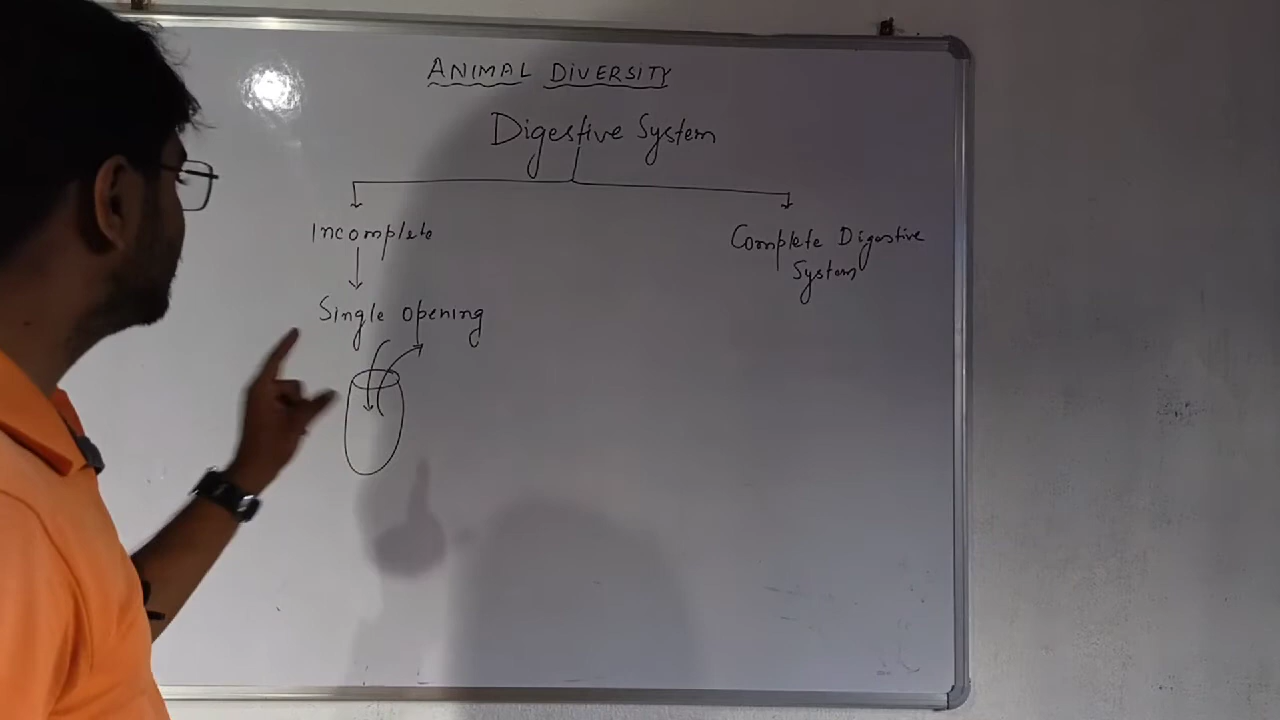 ANIMAL DIVERSITY
Digestive System
Incomplete
Complete Digestive
System
Single opening